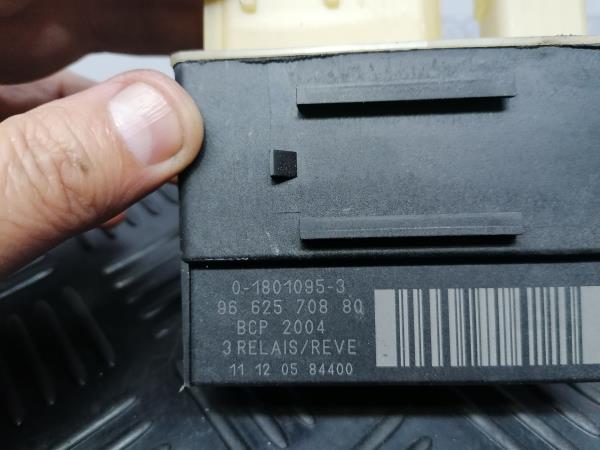 0-1801095-3
96 625 708 80
BCP 2004
3 RELAIS/REVE
11 12 05 84400